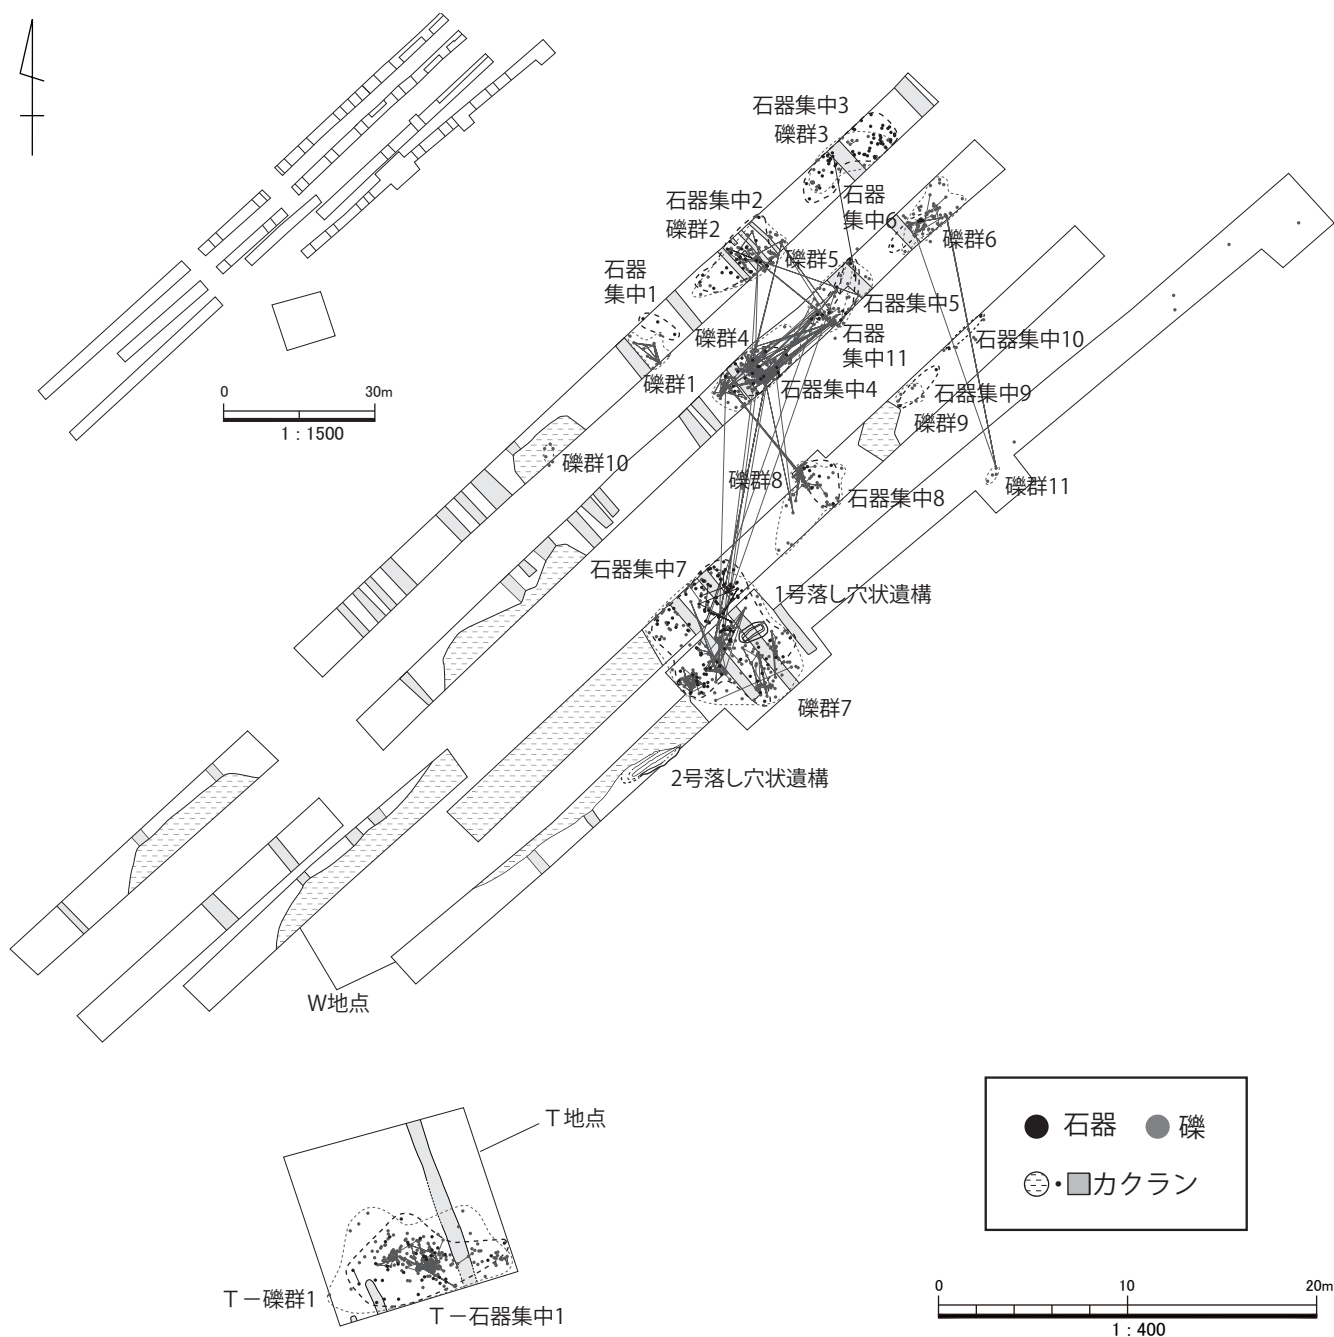 石器集中3
礫群3
石器集中2
礫群2
石器
集中6
礫群6
礫群5
石器
集中1
石器集中5
礫群4
石器
集中11
石器集中10
礫群1
石器集中4
石器集中9
礫群9
0 30m
1：1500
礫群10
礫群8
石器集中8
礫群11
石器集中7
1号落し穴状遺構
礫群7
2号落し穴状遺構
W地点
T地点
石器 礫
・カクラン
T－礫群1
T－石器集中1
0 10 20m
1：400